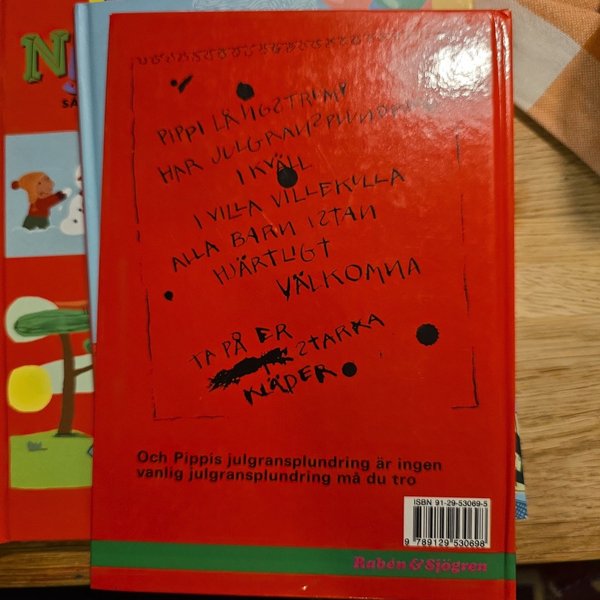 PIPPI LÅNGSTRUMP
HAR JULGRANSPLUNDRING
I KVÄLL
I VILLA VILLEKULLA
ALLA BARN ISTAN
HJÄRTLIGT
VÄLKOMNA
TA PÅ ER
STARKA
KLÄDER
Och Pippis julgransplundring är ingen
vanlig julgransplundring må du tro
ISBN 91-29-53069-5
9 789129 530698
Rabén & Sjögren